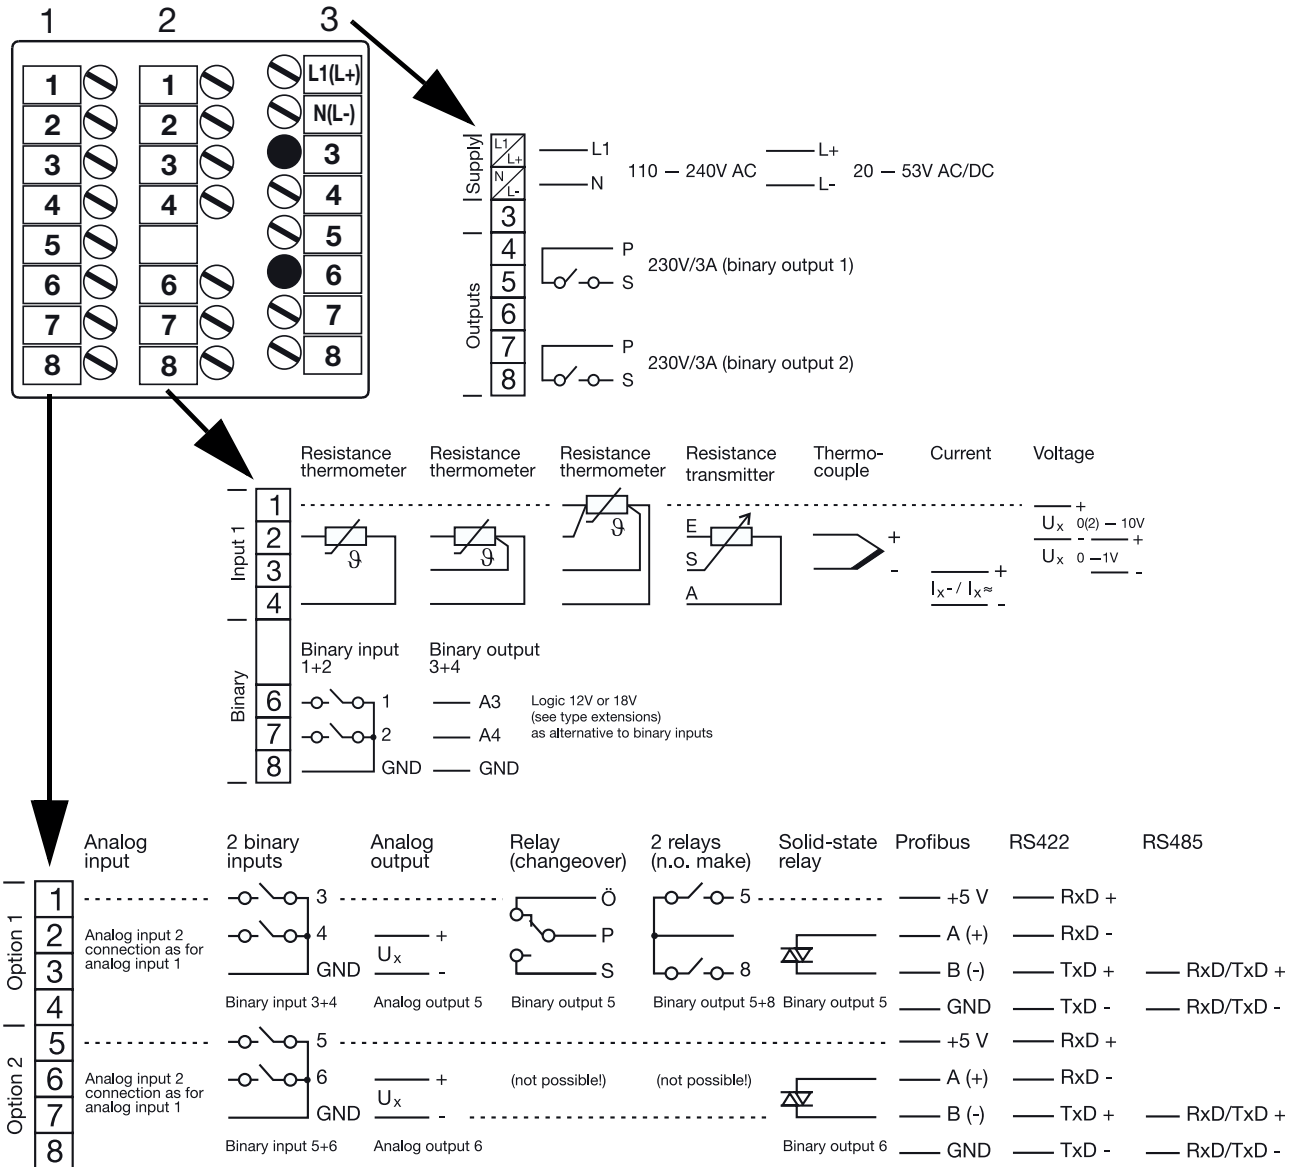 1 2 3
1 1 L1(L+)
2 2 N(L-)
3 3 3
4 4 4
5 5
6 6 6
7 7 7
8 8 8
Supply
L1 L+
N L-
3
4
5
6
7
8
Outputs
L1
N
110 – 240V AC
L+
L-
20 – 53V AC/DC
P
S
230V/3A (binary output 1)
P
S
230V/3A (binary output 2)
Resistance thermometer
Resistance thermometer
Resistance thermometer
Resistance transmitter
Thermo-couple
Current
Voltage
Input 1
1
2
3
4
ϑ
ϑ
ϑ
E
S
A
+
-
+
Ix- / Ix≈
-
+
Ux 0(2) – 10V
- +
Ux 0 – 1V
-
Binary
6
7
8
Binary input
1+2
1
2
GND
Binary output
3+4
A3
A4
GND
Logic 12V or 18V
(see type extensions)
as alternative to binary inputs
Analog input
2 binary inputs
Analog output
Relay (changeover)
2 relays (n.o. make)
Solid-state relay
Profibus
RS422
RS485
Option 1
1
2
3
4
Analog input 2
connection as for
analog input 1
3
4
GND
Binary input 3+4
+
Ux
-
Analog output 5
Ö
P
S
Binary output 5
5
8
Binary output 5+8
Binary output 5
+5 V
A (+)
B (-)
GND
RxD +
RxD -
TxD +
TxD -
RxD/TxD +
RxD/TxD -
Option 2
5
6
7
8
Analog input 2
connection as for
analog input 1
5
6
GND
Binary input 5+6
+
Ux
-
Analog output 6
(not possible!)
(not possible!)
Binary output 6
+5 V
A (+)
B (-)
GND
RxD +
RxD -
TxD +
TxD -
RxD/TxD +
RxD/TxD -